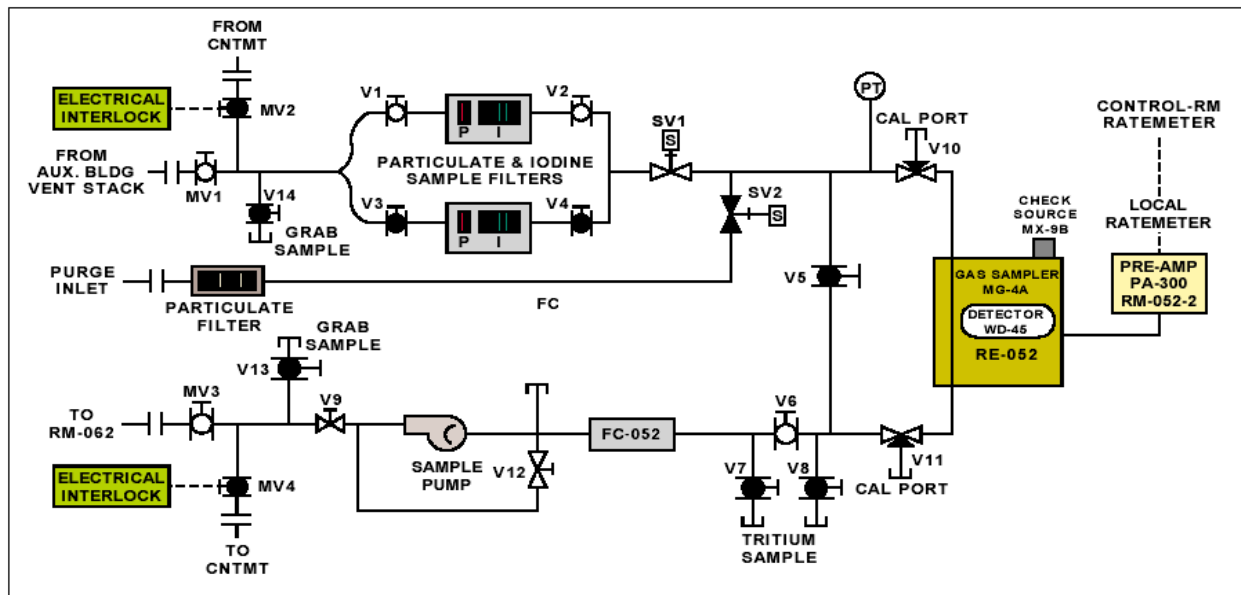 FROM
CNTMT
ELECTRICAL
INTERLOCK
MV2
FROM
AUX. BLDG
VENT STACK
MV1
V14
GRAB
SAMPLE
V1
P I
V2
PARTICULATE & IODINE
SAMPLE FILTERS
V3
P I
V4
SV1
S
SV2
S
PT
CAL PORT
V10
CONTROL-RM
RATEMETER
CHECK
SOURCE
MX-9B
LOCAL
RATEMETER
PRE-AMP
PA-300
RM-052-2
GAS SAMPLER
MG-4A
DETECTOR
WD-45
RE-052
PURGE
INLET
PARTICULATE
FILTER
FC
V5
GRAB
SAMPLE
V13
MV3
TO
RM-062
V9
SAMPLE
PUMP
V12
FC-052
V6
V7
V8
V11
CAL PORT
TRITIUM
SAMPLE
ELECTRICAL
INTERLOCK
MV4
TO
CNTMT